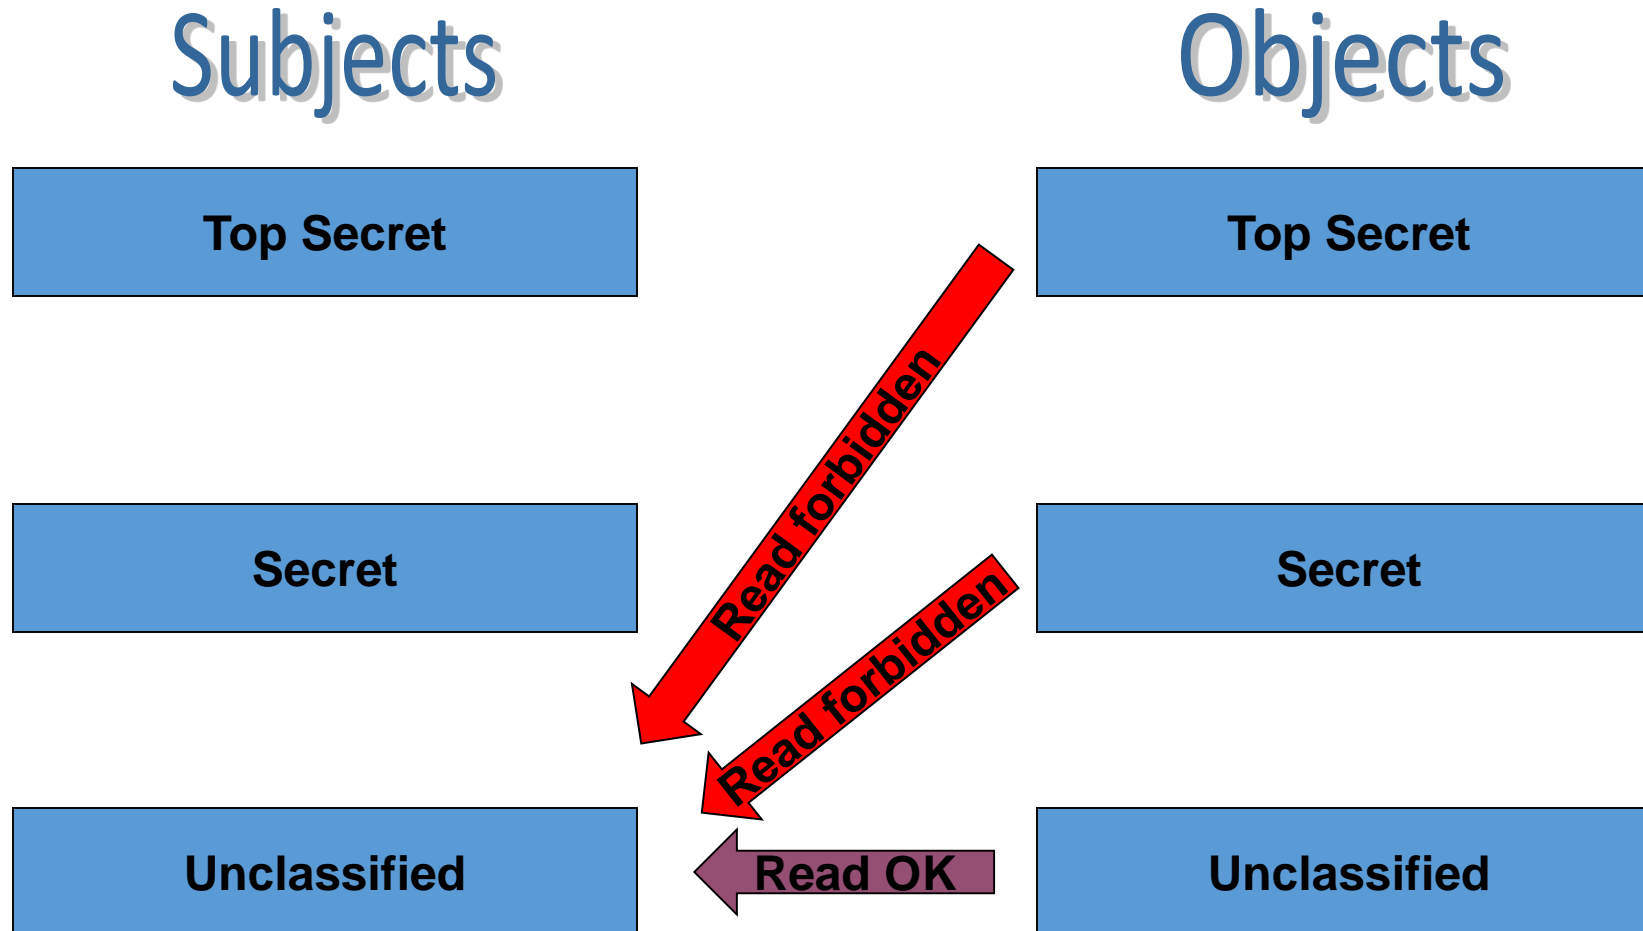 Subjects
Objects
Top Secret
Top Secret
Read forbidden
Secret
Secret
Read forbidden
Unclassified
Read OK
Unclassified